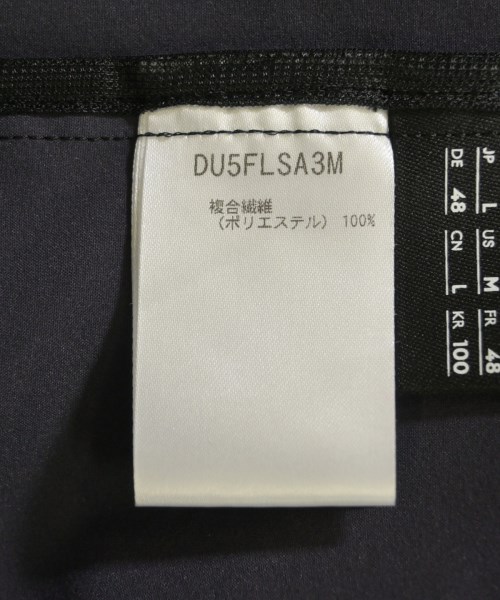 DU5FLSA3M
複合繊維
(ポリエステル) 100%
JP L US M FR 48
DE 48 CN L KR 100